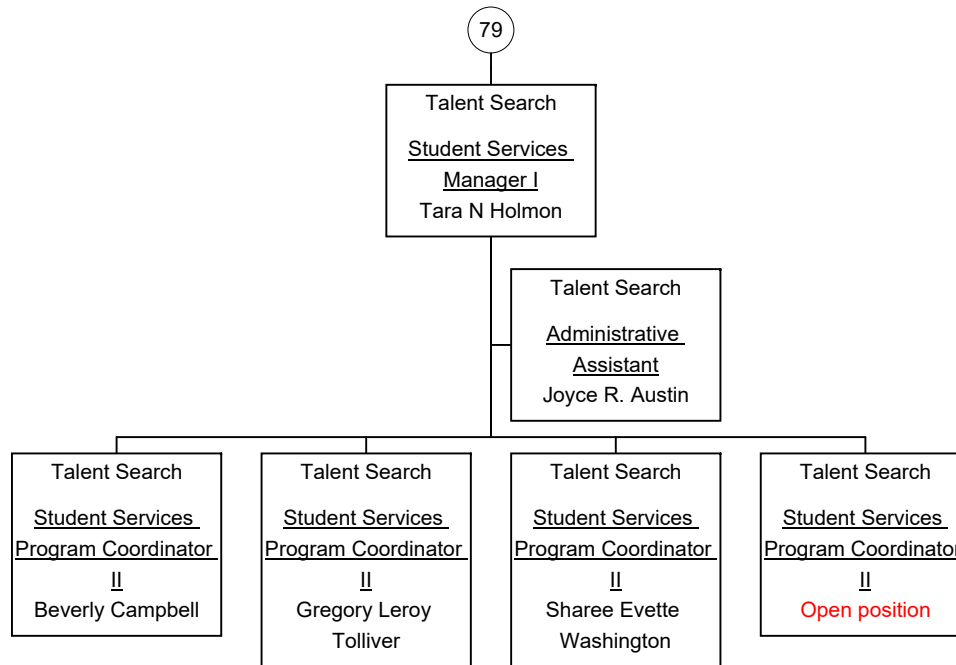 79
Talent Search
Student Services
Manager I
Tara N Holmon
Talent Search
Administrative
Assistant
Joyce R. Austin
Talent Search
Student Services
Program Coordinator
II
Beverly Campbell
Talent Search
Student Services
Program Coordinator
II
Gregory Leroy
Tolliver
Talent Search
Student Services
Program Coordinator
II
Sharee Evette
Washington
Talent Search
Student Services
Program Coordinator
II
Open position